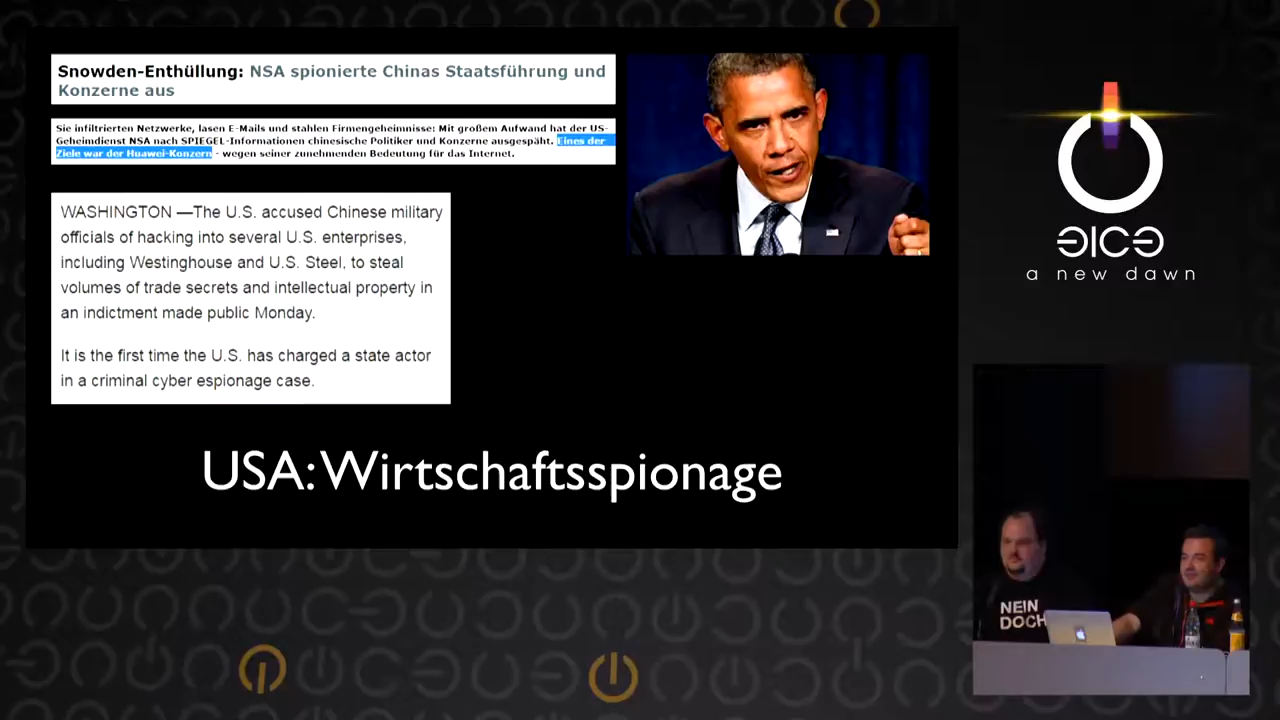 Snowden-Enthüllung: NSA spionierte Chinas Staatsführung und
Konzerne aus
Sie infiltrierten Netzwerke, lasen E-Mails und stahlen Firmengeheimnisse: Mit großem Aufwand hat der US-
Geheimdienst NSA nach SPIEGEL-Informationen chinesische Politiker und Konzerne ausgespäht. Eines der
Ziele war der Huawei-Konzern - wegen seiner zunehmenden Bedeutung für das Internet.
WASHINGTON —The U.S. accused Chinese military
officials of hacking into several U.S. enterprises,
including Westinghouse and U.S. Steel, to steal
volumes of trade secrets and intellectual property in
an indictment made public Monday.
It is the first time the U.S. has charged a state actor
in a criminal cyber espionage case.
USA: Wirtschaftsspionage
a new dawn
NEIN
DOCH